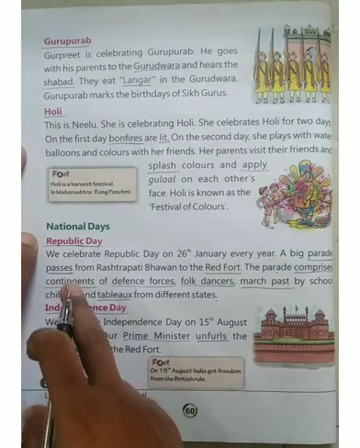 Gurupurab
Gurpreet is celebrating Gurupurab. He goes
with his parents to the Gurudwara and hears the
shabad. They eat "Langar" in the Gurudwara.
Gurupurab marks the birthdays of Sikh Gurus.
Holi
This is Neelu. She is celebrating Holi. She celebrates Holi for two days
On the first day bonfires are lit. On the second day, she plays with wate
balloons and colours with her friends. Her parents visit their friends and
splash colours and apply
gulaal on each other's
face. Holi is known as the
'Festival of Colours'.
Fact
Holi is a harvest festival
in Maharashtra : Rang Panchmi
National Days
Republic Day
We celebrate Republic Day on 26th January every year. A big parade
passes from Rashtrapati Bhawan to the Red Fort. The parade comprises
contingents of defence forces, folk dancers, march past by schoo
and tableaux from different states.
Day
Independence Day on 15th August
Prime Minister unfurls the
the Red Fort.
Fact
On 15th August India got freedom
from the British rule.
60